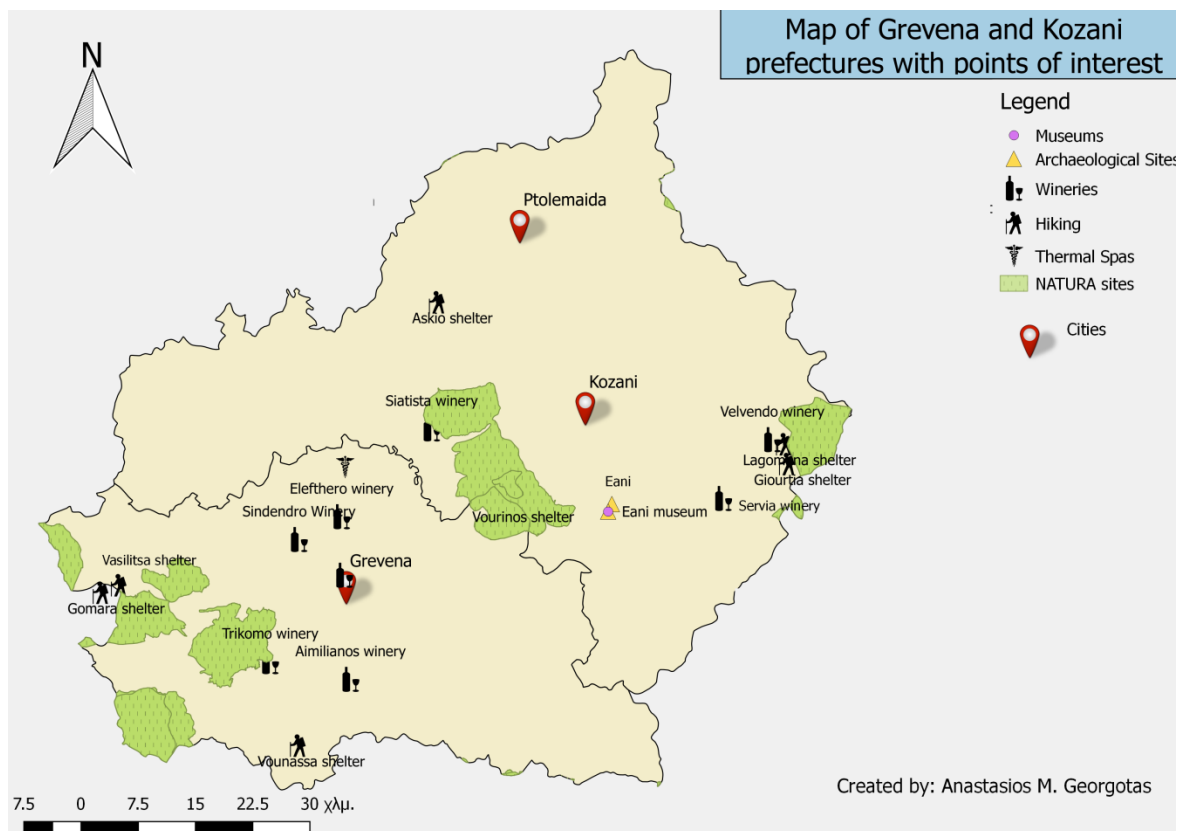 Map of Grevena and Kozani
prefectures with points of interest
N
Legend
Museums
Archaeological Sites
Wineries
:
Hiking
Thermal Spas
NATURA sites
Cities
Ptolemaida
Askio shelter
Kozani
Siatista winery
Velvendo winery
Lagomana shelter
Giourtia shelter
Elefthero winery
Eani
Sindendro Winery
Vourinos shelter
Eani museum
Servia winery
Grevena
Vasilitsa shelter
Gomara shelter
Trikomo winery
Aimilianos winery
Vounassa shelter
Created by: Anastasios M. Georgotas
7.5 0 7.5 15 22.5 30 χλμ.